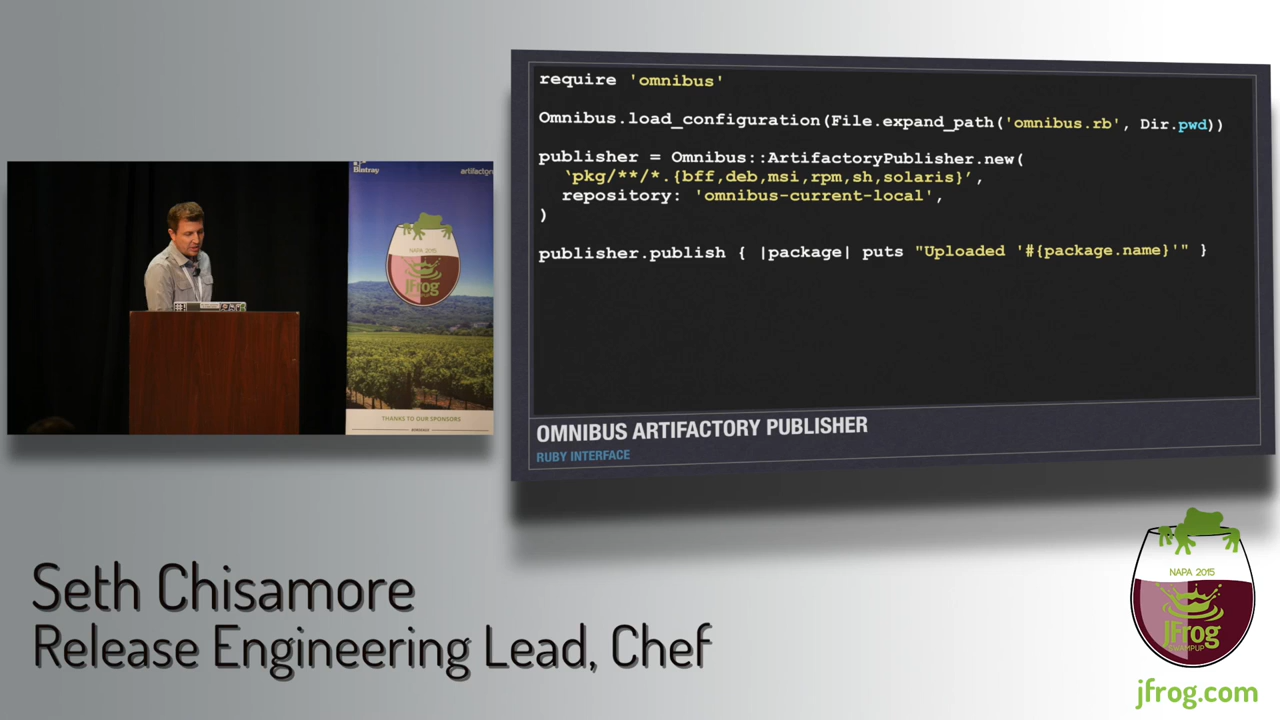 Bintray
artifactory
NAPA 2015
jFrog
THANKS TO OUR SPONSORS
require 'omnibus'
Omnibus.load_configuration(File.expand_path('omnibus.rb', Dir.pwd))
publisher = Omnibus::ArtifactoryPublisher.new(
‘pkg/**/*.{bff,deb,msi,rpm,sh,solaris}’,
repository: 'omnibus-current-local',
)
publisher.publish { |package| puts "Uploaded '#{package.name}'" }
OMNIBUS ARTIFACTORY PUBLISHER
RUBY INTERFACE
Seth Chisamore
Release Engineering Lead, Chef
NAPA 2015
jFrog
SWAMPUP
jfrog.com